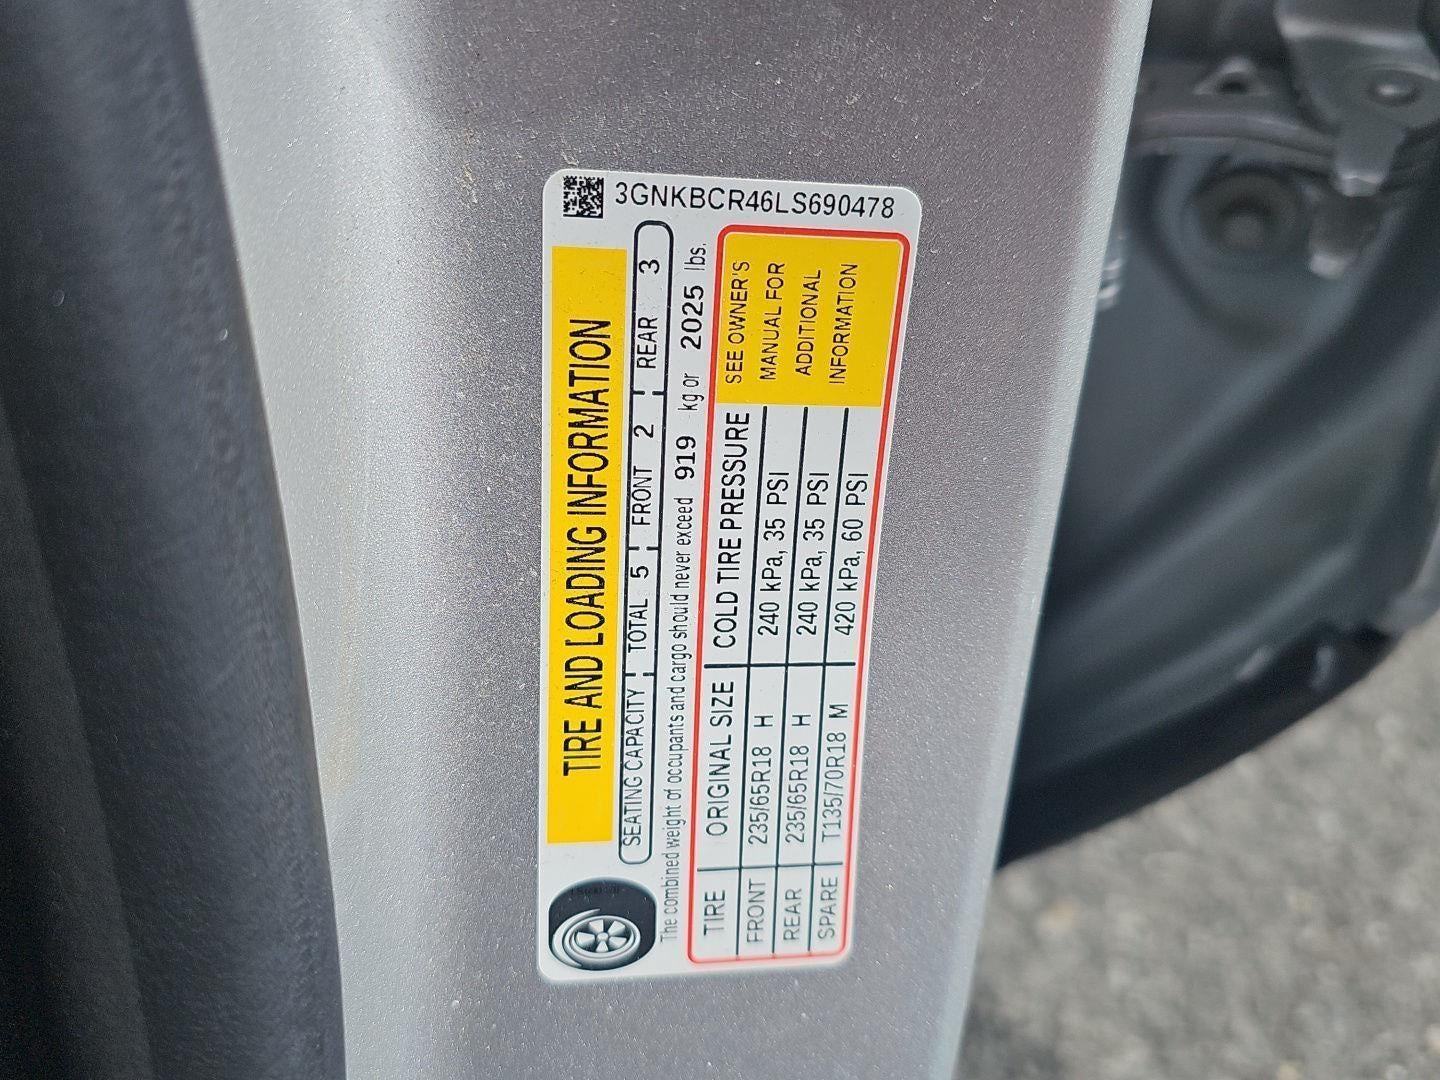 3GNKBCR46LS690478
TIRE AND LOADING INFORMATION
SEATING CAPACITY TOTAL 5 FRONT 2 REAR 3
The combined weight of occupants and cargo should never exceed 919 kg or 2025 lbs.
TIRE ORIGINAL SIZE COLD TIRE PRESSURE
FRONT 235/65R18 H 240 kPa, 35 PSI
REAR 235/65R18 H 240 kPa, 35 PSI
SPARE T135/70R18 M 420 kPa, 60 PSI
SEE OWNER'S
MANUAL FOR
ADDITIONAL
INFORMATION